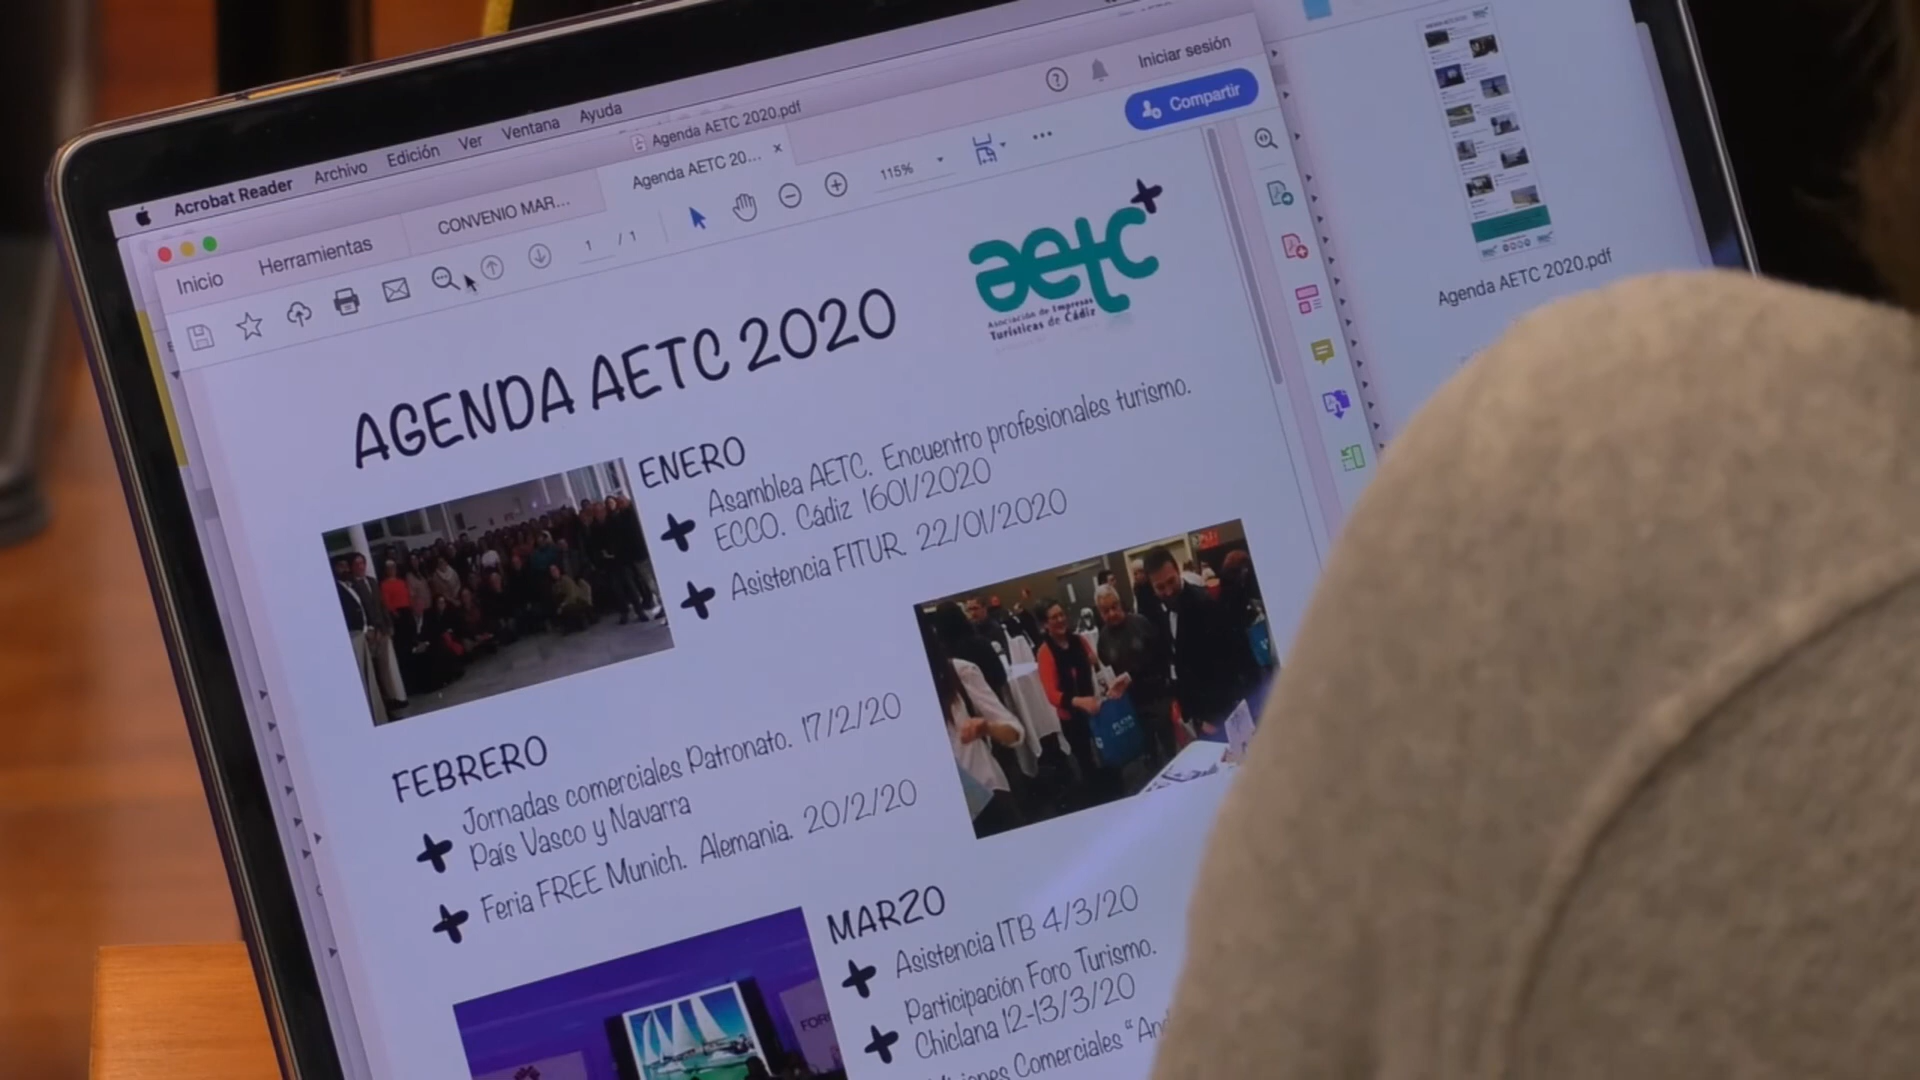 Acrobat Reader Archivo Edición Ver Ventana Ayuda
Agenda AETC 2020.pdf
Iniciar sesión
Inicio Herramientas CONVENIO MAR... Agenda AETC 20... ×
Compartir
1 / 1 115%
aetc
Asociación de Empresas
Turísticas de Cádiz
AGENDA AETC 2020
ENERO
Asamblea AETC. Encuentro profesionales turismo.
ECCO. Cádiz 1601/2020
Asistencia FITUR. 22/01/2020
FEBRERO
Jornadas comerciales Patronato. 17/2/20
País Vasco y Navarra
Feria FREE Munich. Alemania. 20/2/20
MARZO
Asistencia ITB 4/3/20
Participación Foro Turismo.
Chiclana 12-13/3/20
Comerciales "And
Agenda AETC 2020.pdf